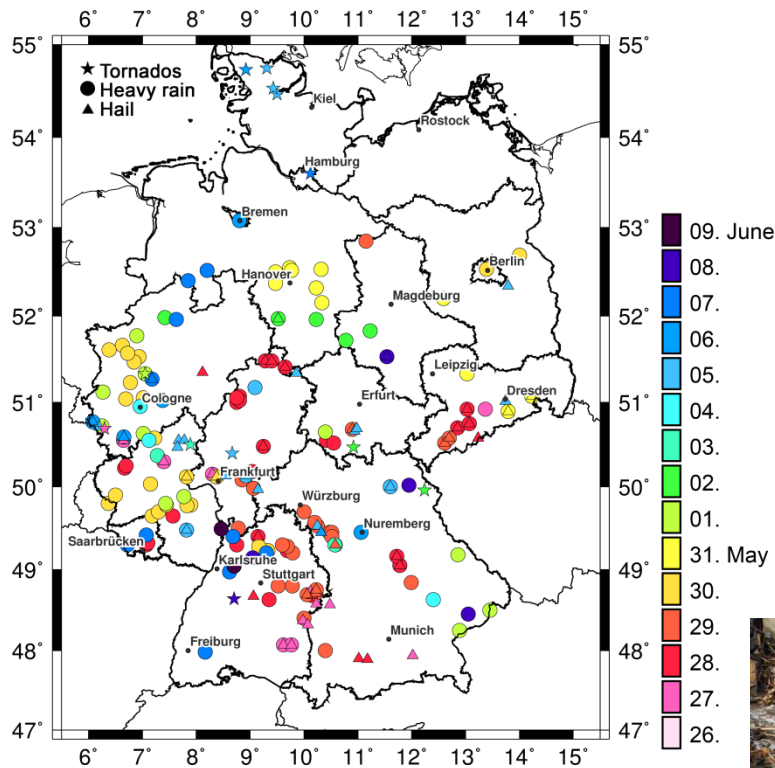 6° 7° 8° 9° 10° 11° 12° 13° 14° 15°
55° 55°
★ Tornados
● Heavy rain
▲ Hail
Kiel
54° Rostock 54°
Hamburg
53° Bremen 53°
09. June
08.
Berlin
Hanover
07.
52° Magdeburg 52°
06.
05.
Leipzig
Dresden
51° Cologne Erfurt 51°
04.
03.
02.
50° Frankfurt 50°
Würzburg
01.
Nuremberg
Saarbrücken
31. May
49° Karlsruhe 49°
Stuttgart
30.
29.
48° Freiburg Munich 48°
28.
27.
47° 47°
26.
6° 7° 8° 9° 10° 11° 12° 13° 14° 15°